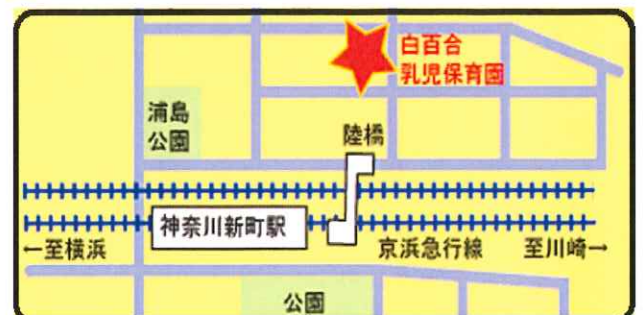 白百合
乳児保育園
浦島
公園
陸橋
神奈川新町駅
←至横浜
京浜急行線
至川崎→
公園